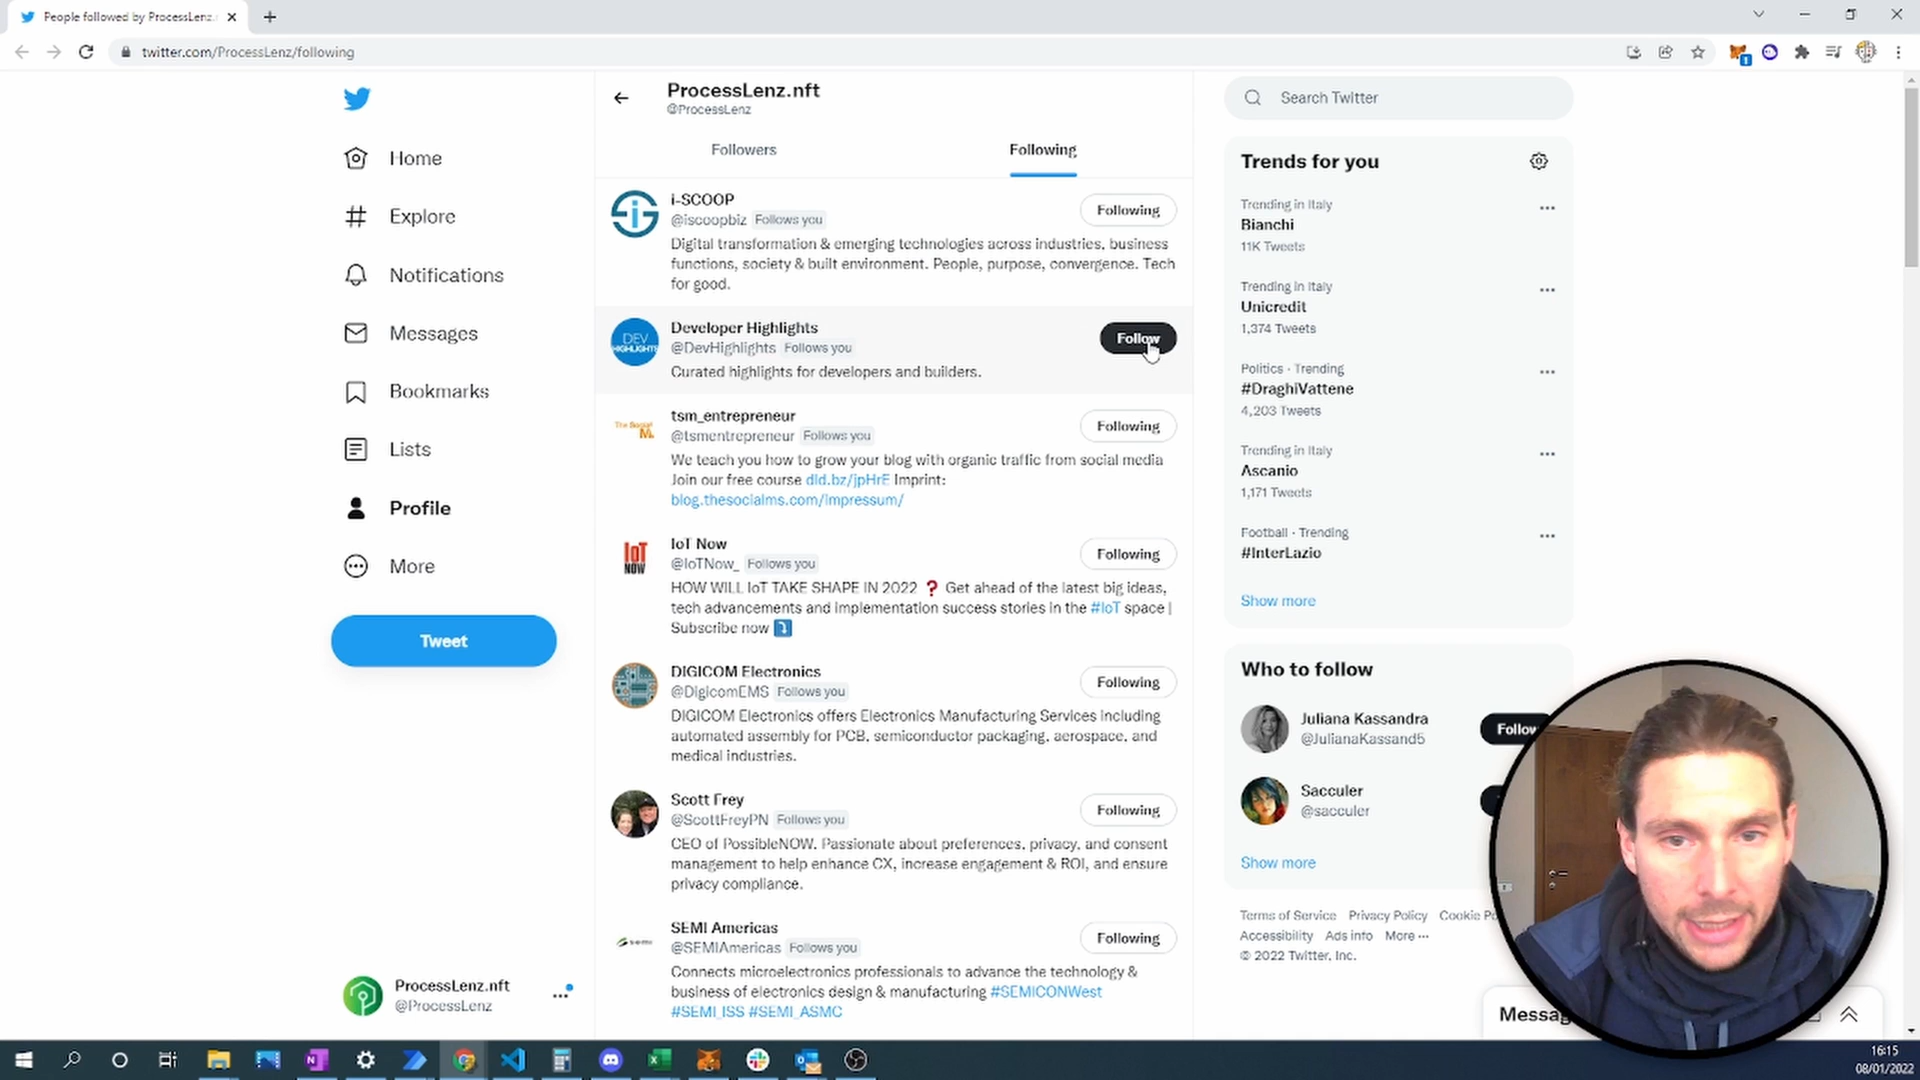 People followed by ProcessLenz.
twitter.com/ProcessLenz/following
Home
Explore
Notifications
Messages
Bookmarks
Lists
Profile
More
Tweet
ProcessLenz.nft
@ProcessLenz
ProcessLenz.nft
@ProcessLenz
Followers
Following
i-SCOOP
@iscoopbiz Follows you
Following
Digital transformation & emerging technologies across industries, business
functions, society & built environment. People, purpose, convergence. Tech
for good.
DEV
HIGHLIGHTS
Developer Highlights
@DevHighlights Follows you
Follow
Curated highlights for developers and builders.
tsm_entrepreneur
@tsmentrepreneur Follows you
Following
We teach you how to grow your blog with organic traffic from social media
Join our free course dld.bz/jpHrE Imprint:
blog.thesocialms.com/impressum/
IoT
NOW
IoT Now
@IoTNow_ Follows you
Following
HOW WILL IoT TAKE SHAPE IN 2022 ❓ Get ahead of the latest big ideas,
tech advancements and implementation success stories in the #IoT space |
Subscribe now ⤵
DIGICOM Electronics
@DigicomEMS Follows you
Following
DIGICOM Electronics offers Electronics Manufacturing Services including
automated assembly for PCB, semiconductor packaging, aerospace, and
medical industries.
Scott Frey
@ScottFreyPN Follows you
Following
CEO of PossibleNOW. Passionate about preferences, privacy, and consent
management to help enhance CX, increase engagement & ROI, and ensure
privacy compliance.
SEMI Americas
@SEMIAmericas Follows you
Following
Connects microelectronics professionals to advance the technology &
business of electronics design & manufacturing #SEMICONWest
#SEMI_ISS #SEMI_ASMC
Search Twitter
Trends for you
Trending in Italy
Bianchi
11K Tweets
Trending in Italy
Unicredit
1,374 Tweets
Politics · Trending
#DraghiVattene
4,203 Tweets
Trending in Italy
Ascanio
1,171 Tweets
Football · Trending
#InterLazio
Show more
Who to follow
Juliana Kassandra
@JulianaKassand5
Follow
Sacculer
@sacculer
Show more
Terms of Service Privacy Policy Cookie Po
Accessibility Ads info More ···
© 2022 Twitter, Inc.
Messag
16:15
08/01/2022